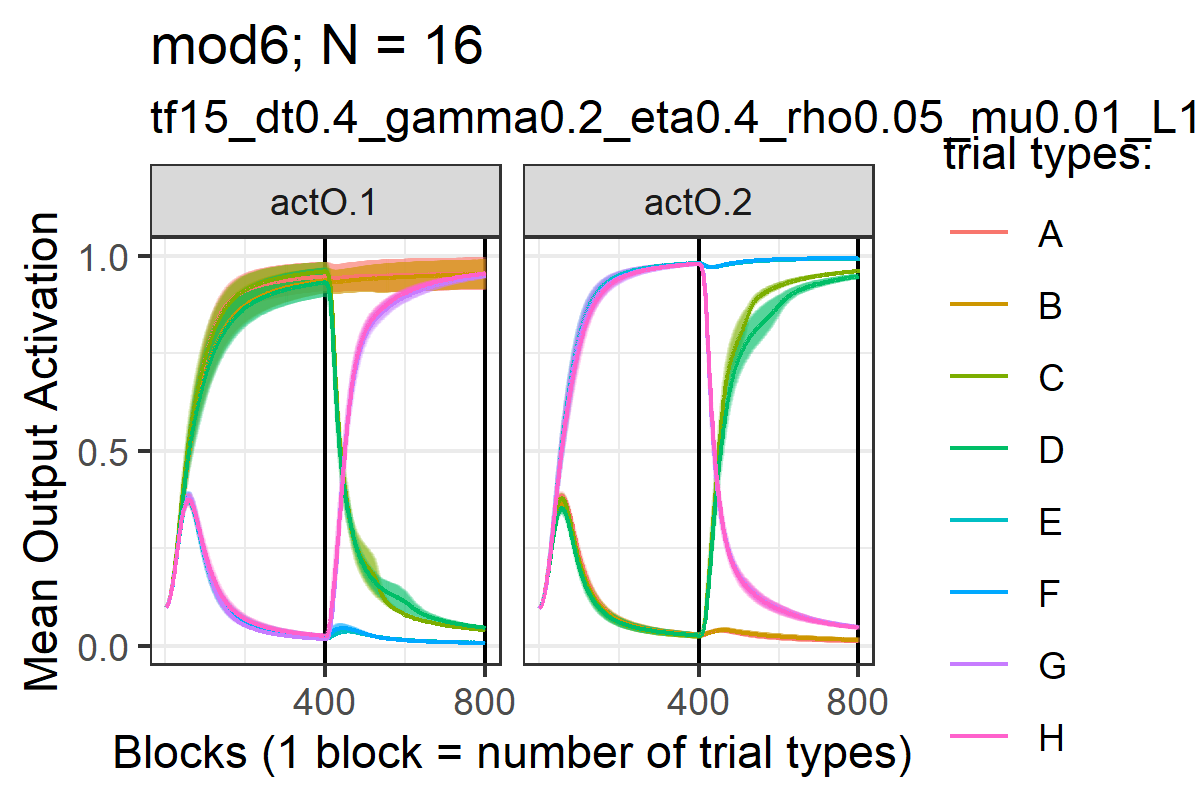 mod6; N = 16
tf15_dt0.4_gamma0.2_eta0.4_rho0.05_mu0.01_L1
trial types:
actO.1
actO.2
A
B
C
D
E
F
G
H
Mean Output Activation
1.0
0.5
0.0
400
800
400
800
Blocks (1 block = number of trial types)